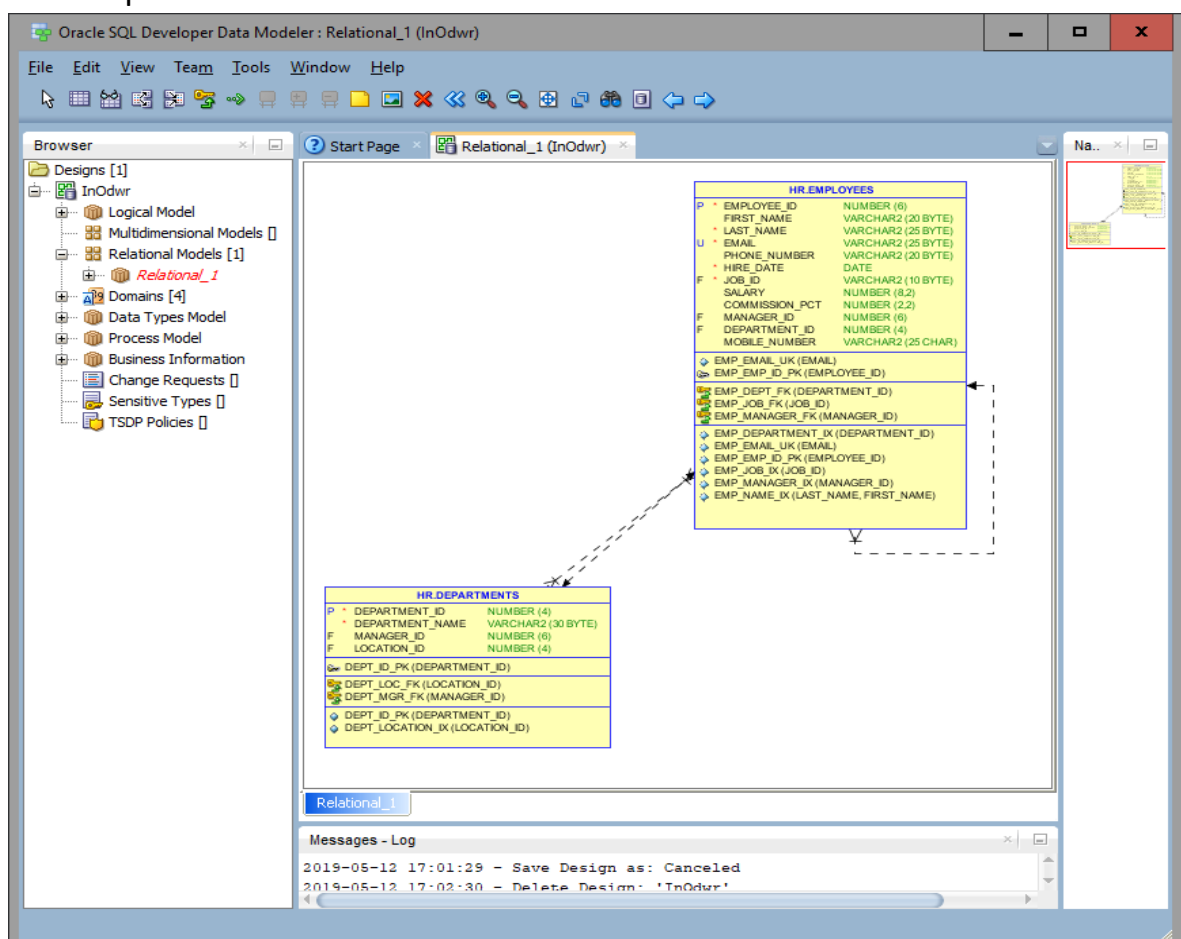 Oracle SQL Developer Data Modeler : Relational_1 (InOdwr)
File Edit View Team Tools Window Help
Browser
Designs [1]
InOdwr
Logical Model
Multidimensional Models []
Relational Models [1]
Relational_1
Domains [4]
Data Types Model
Process Model
Business Information
Change Requests []
Sensitive Types []
TSDP Policies []
Start Page
Relational_1 (InOdwr)
HR.EMPLOYEES
P * EMPLOYEE_ID NUMBER (6)
FIRST_NAME VARCHAR2 (20 BYTE)
* LAST_NAME VARCHAR2 (25 BYTE)
U * EMAIL VARCHAR2 (25 BYTE)
PHONE_NUMBER VARCHAR2 (20 BYTE)
* HIRE_DATE DATE
F * JOB_ID VARCHAR2 (10 BYTE)
SALARY NUMBER (8,2)
COMMISSION_PCT NUMBER (2,2)
F MANAGER_ID NUMBER (6)
F DEPARTMENT_ID NUMBER (4)
MOBILE_NUMBER VARCHAR2 (25 CHAR)
EMP_EMAIL_UK (EMAIL)
EMP_EMP_ID_PK (EMPLOYEE_ID)
EMP_DEPT_FK (DEPARTMENT_ID)
EMP_JOB_FK (JOB_ID)
EMP_MANAGER_FK (MANAGER_ID)
EMP_DEPARTMENT_IX (DEPARTMENT_ID)
EMP_EMAIL_UK (EMAIL)
EMP_EMP_ID_PK (EMPLOYEE_ID)
EMP_JOB_IX (JOB_ID)
EMP_MANAGER_IX (MANAGER_ID)
EMP_NAME_IX (LAST_NAME, FIRST_NAME)
HR.DEPARTMENTS
P * DEPARTMENT_ID NUMBER (4)
* DEPARTMENT_NAME VARCHAR2 (30 BYTE)
F MANAGER_ID NUMBER (6)
F LOCATION_ID NUMBER (4)
DEPT_ID_PK (DEPARTMENT_ID)
DEPT_LOC_FK (LOCATION_ID)
DEPT_MGR_FK (MANAGER_ID)
DEPT_ID_PK (DEPARTMENT_ID)
DEPT_LOCATION_IX (LOCATION_ID)
Relational_1
Na..
Messages - Log
2019-05-12 17:01:29 - Save Design as: Canceled
2019-05-12 17:02:30 - Delete Design: 'InOdwr'